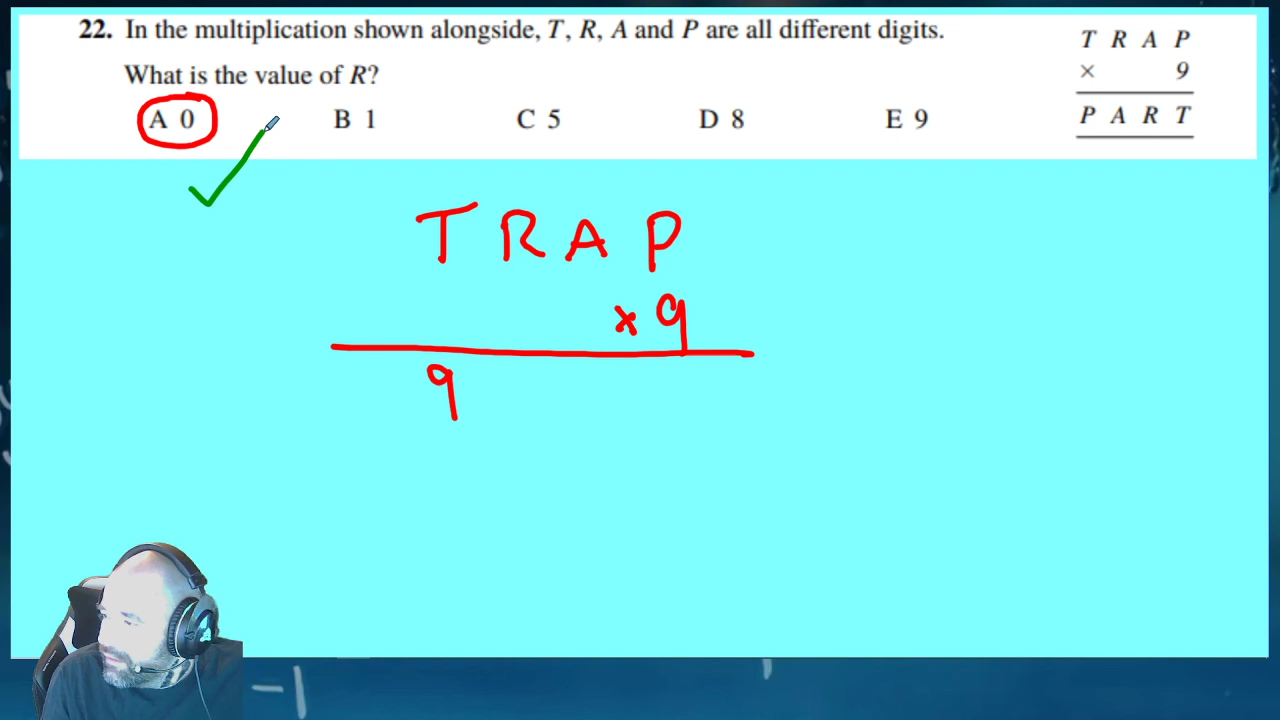 22. In the multiplication shown alongside, T, R, A and P are all different digits.
What is the value of R?
A 0 B 1 C 5 D 8 E 9
T R A P
× 9
P A R T
T R A P
× 9
9
-1